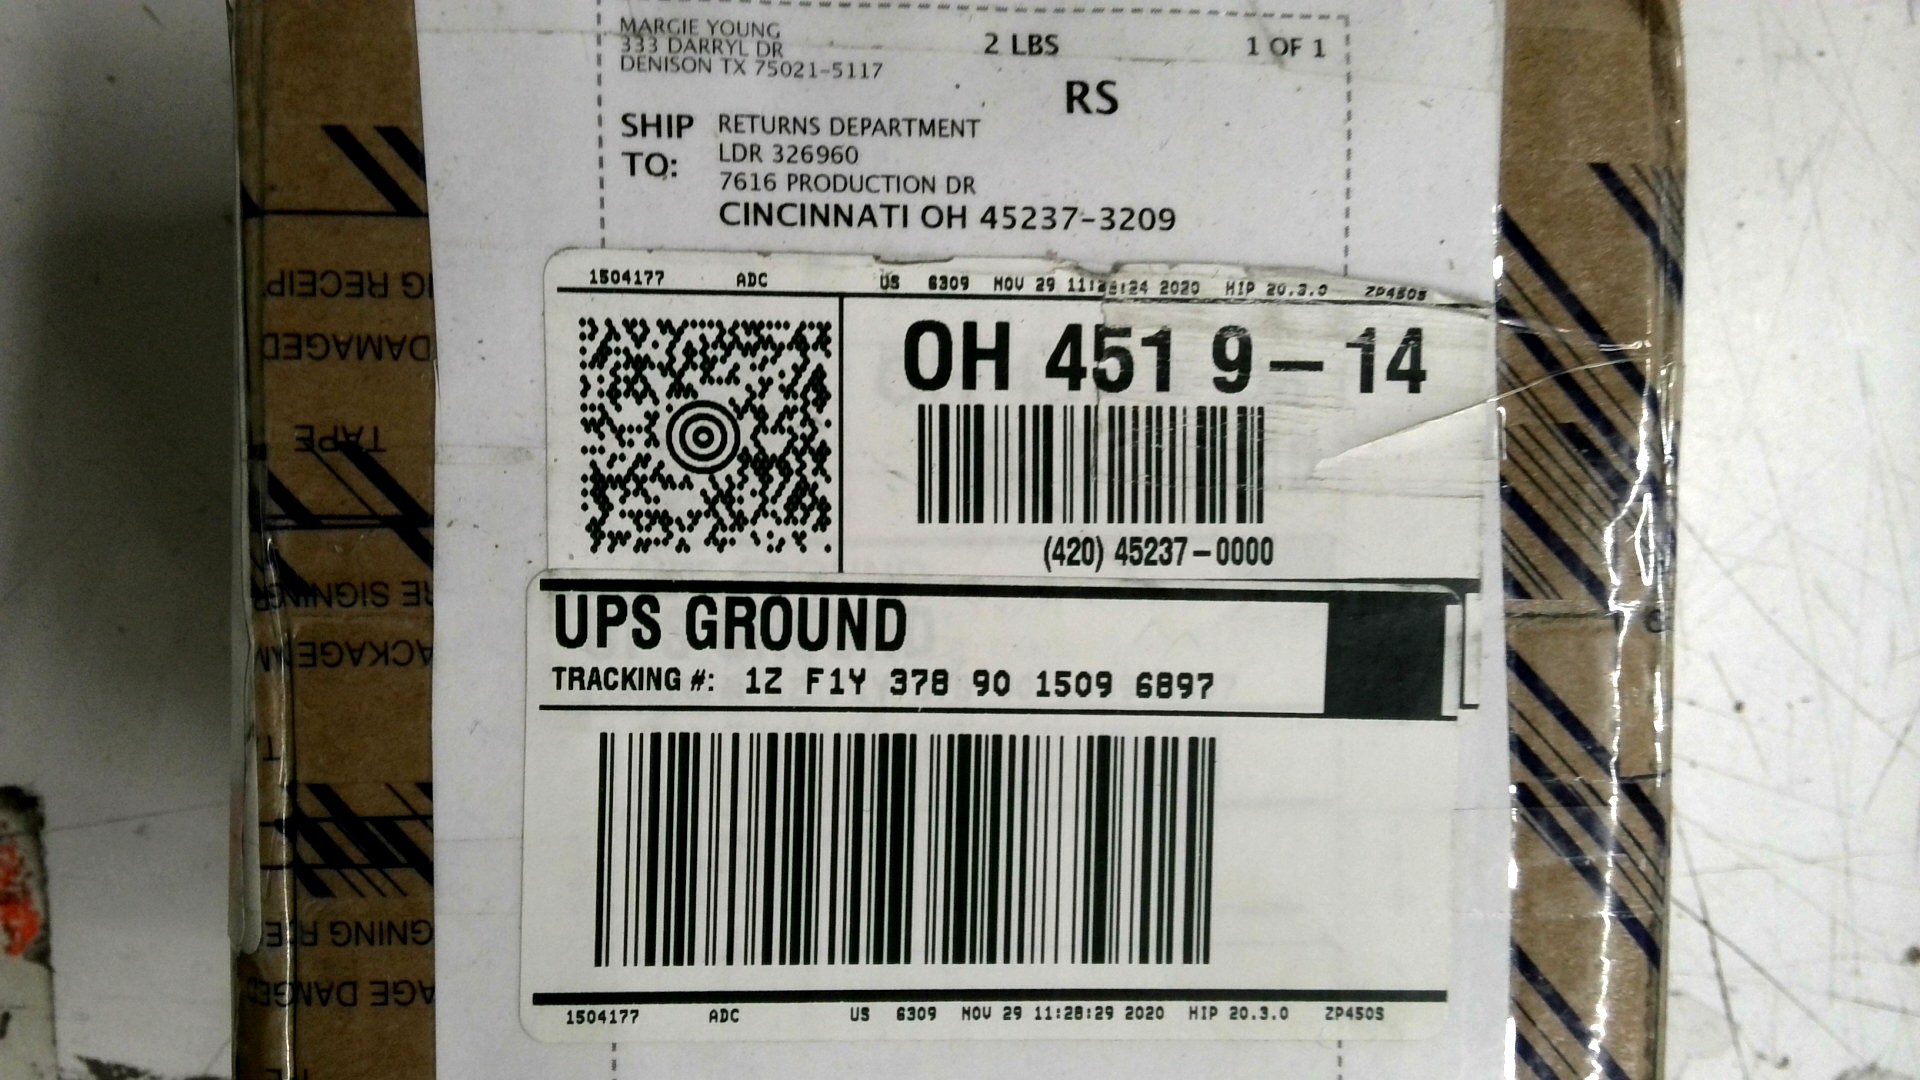 MARGIE YOUNG
333 DARRYL DR
DENISON TX 75021-5117
2 LBS
1 OF 1
RS
SHIP TO:
RETURNS DEPARTMENT
LDR 326960
7616 PRODUCTION DR
CINCINNATI OH 45237-3209
1504177 ADC US 6309 NOV 29 2020 HIP 20.3.0 ZP450S
OH 451 9-14
(420) 45237-0000
UPS GROUND
TRACKING #: 1Z F1Y 378 90 1509 6897
1504177 ADC US 6309 NOV 29 11:28:29 2020 HIP 20.3.0 ZP450S
DAMAGED
TAPE